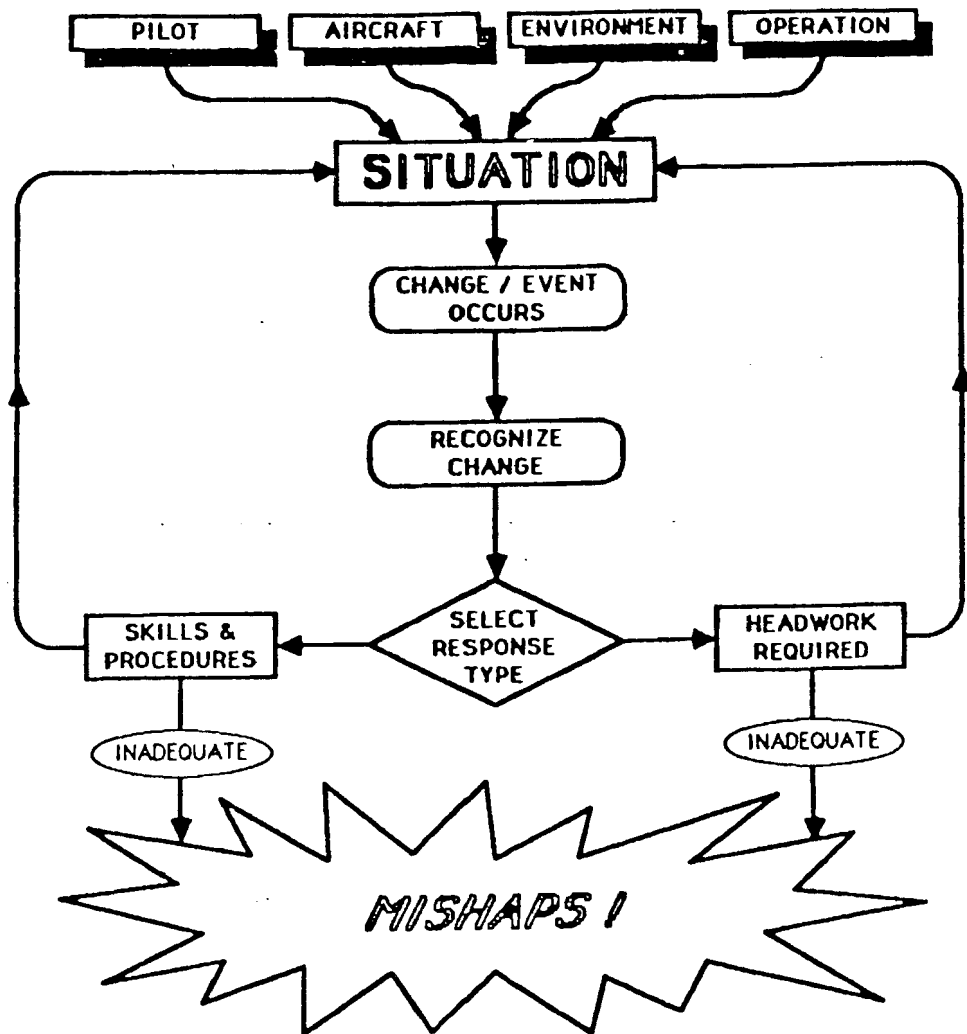 PILOT
AIRCRAFT
ENVIRONMENT
OPERATION
SITUATION
CHANGE / EVENT
OCCURS
RECOGNIZE
CHANGE
SELECT
RESPONSE
TYPE
SKILLS &
PROCEDURES
HEADWORK
REQUIRED
INADEQUATE
INADEQUATE
MISHAPS !